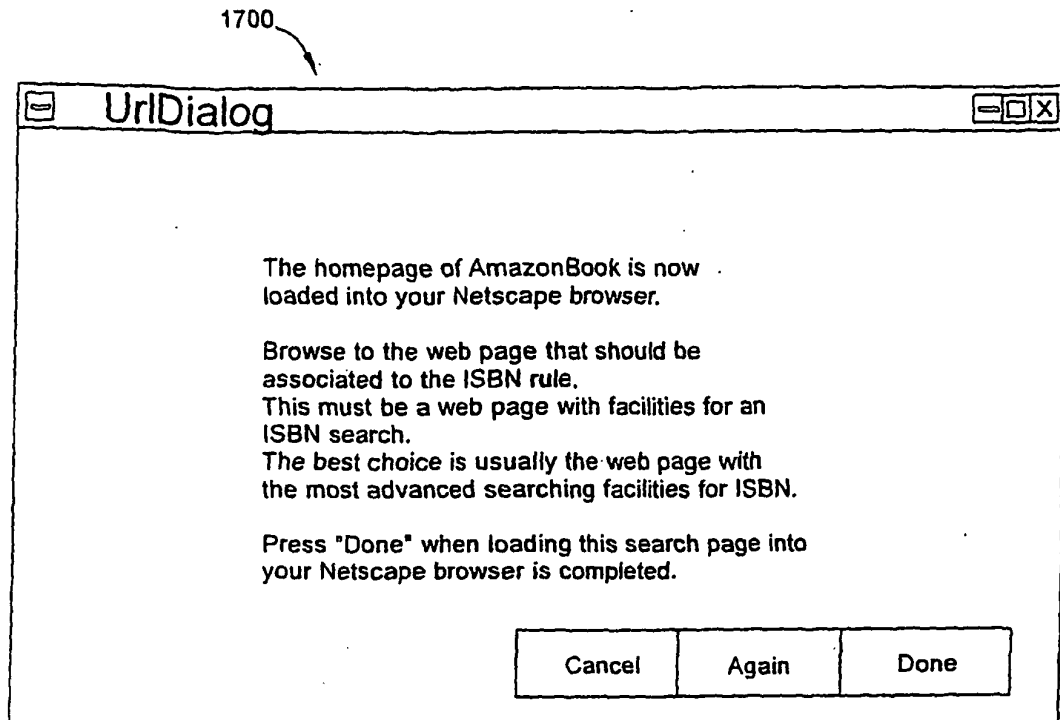 1700
UrlDialog
The homepage of AmazonBook is now
loaded into your Netscape browser.
Browse to the web page that should be
associated to the ISBN rule.
This must be a web page with facilities for an
ISBN search.
The best choice is usually the web page with
the most advanced searching facilities for ISBN.
Press "Done" when loading this search page into
your Netscape browser is completed.
Cancel Again Done